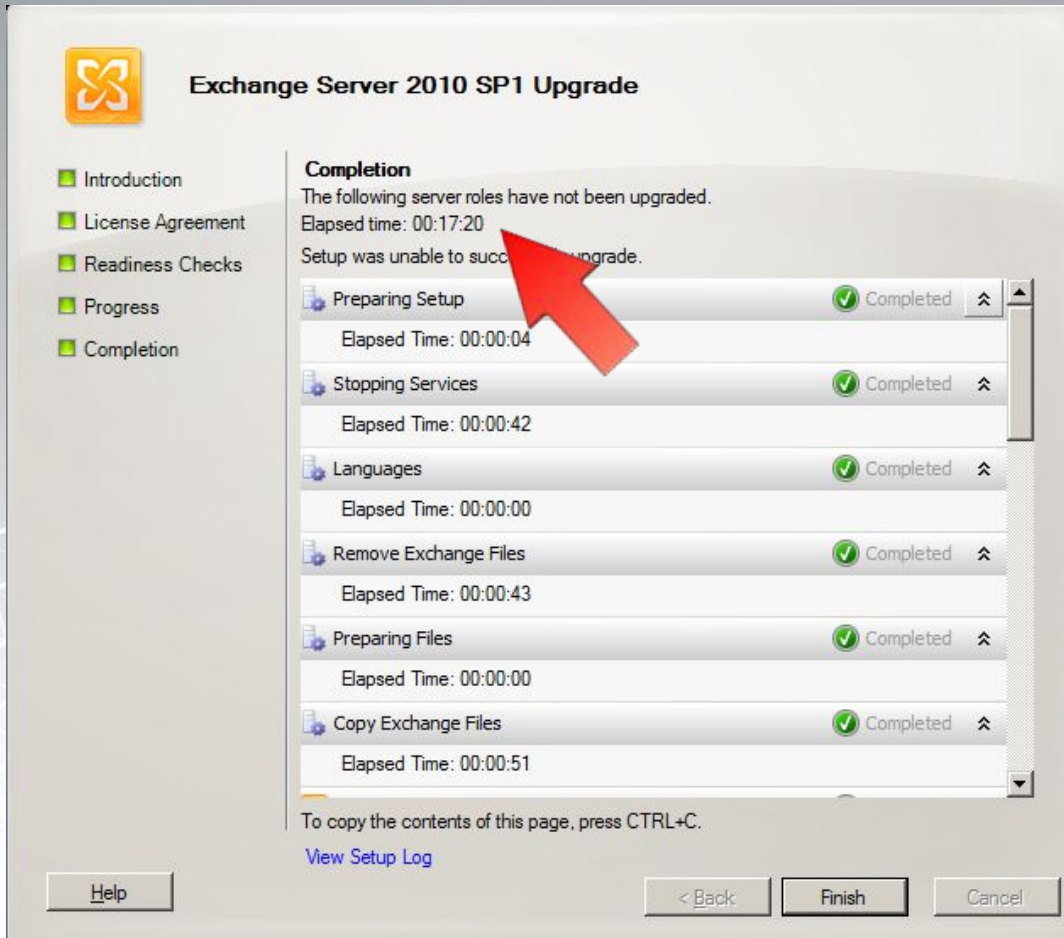 Exchange Server 2010 SP1 Upgrade
Introduction
License Agreement
Readiness Checks
Progress
Completion
Completion
The following server roles have not been upgraded.
Elapsed time: 00:17:20
Setup was unable to upgrade.
Preparing Setup Completed
Elapsed Time: 00:00:04
Stopping Services Completed
Elapsed Time: 00:00:42
Languages Completed
Elapsed Time: 00:00:00
Remove Exchange Files Completed
Elapsed Time: 00:00:43
Preparing Files Completed
Elapsed Time: 00:00:00
Copy Exchange Files Completed
Elapsed Time: 00:00:51
To copy the contents of this page, press CTRL+C.
View Setup Log
Help
< Back
Finish
Cancel